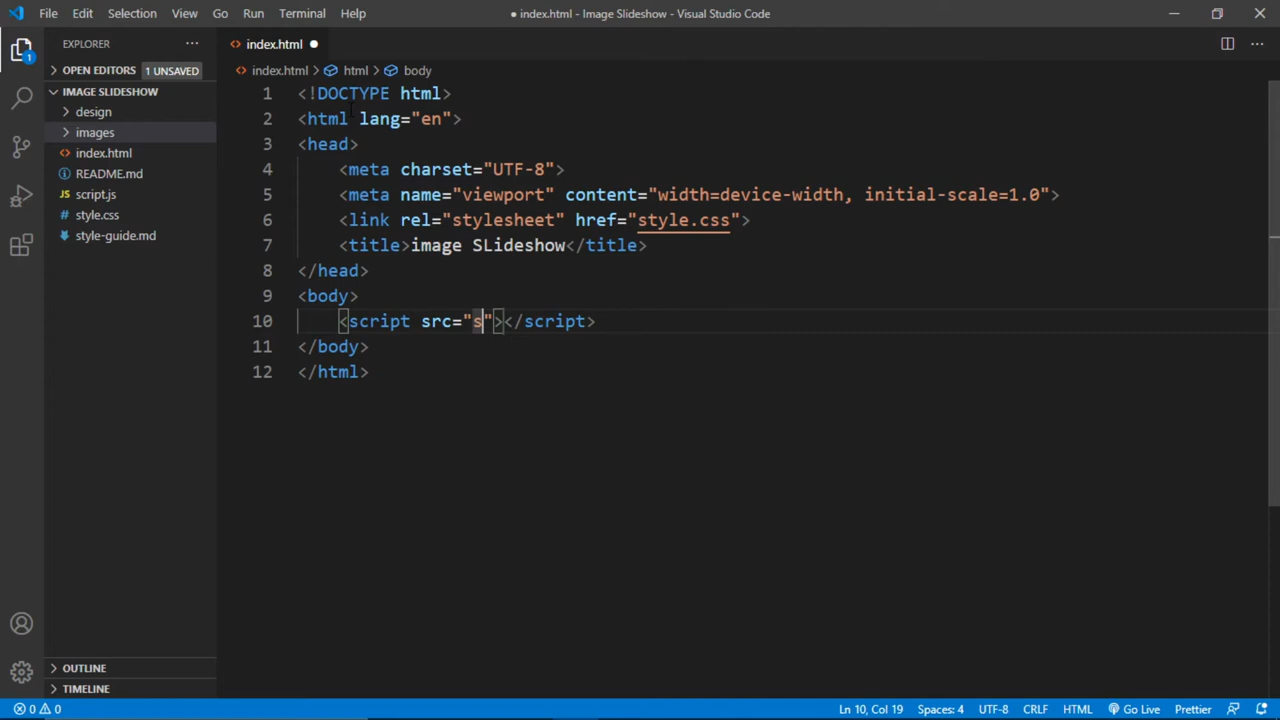 File Edit Selection View Go Run Terminal Help
● index.html - Image Slideshow - Visual Studio Code
EXPLORER ···
index.html ●
OPEN EDITORS 1 UNSAVED
index.html > html > body
IMAGE SLIDESHOW
design
images
index.html
README.md
script.js
style.css
style-guide.md
1 <!DOCTYPE html>
2 <html lang="en">
3 <head>
4 <meta charset="UTF-8">
5 <meta name="viewport" content="width=device-width, initial-scale=1.0">
6 <link rel="stylesheet" href="style.css">
7 <title>image SLideshow</title>
8 </head>
9 <body>
10 <script src="s"></script>
11 </body>
12 </html>
1
OUTLINE
TIMELINE
0 0
Ln 10, Col 19 Spaces: 4 UTF-8 CRLF HTML Go Live Prettier